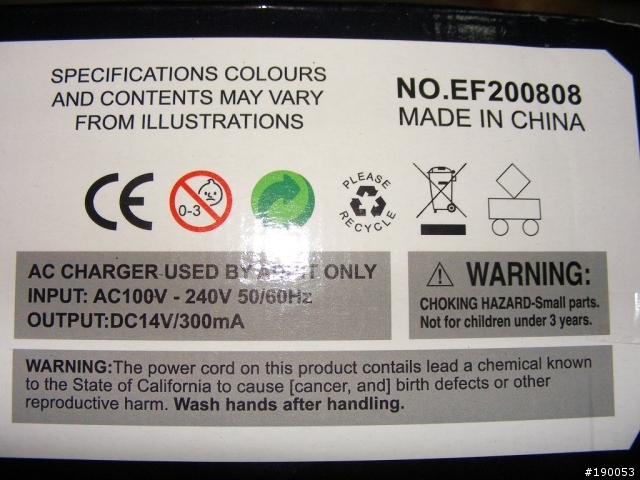 SPECIFICATIONS COLOURS
AND CONTENTS MAY VARY
FROM ILLUSTRATIONS
NO.EF200808
MADE IN CHINA
CE
0-3
PLEASE
RECYCLE
AC CHARGER USED BY ONLY
INPUT: AC100V - 240V 50/60Hz
OUTPUT:DC14V/300mA
WARNING:
CHOKING HAZARD-Small parts.
Not for children under 3 years.
WARNING:The power cord on this product contails lead a chemical known
to the State of California to cause [cancer, and] birth defects or other
reproductive harm. Wash hands after handling.
#190053